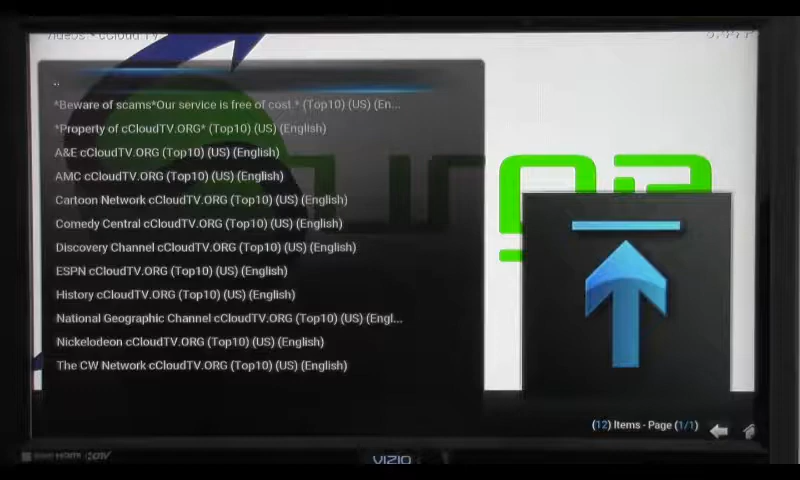 Videos - cCloud TV
..
*Beware of scams*Our service is free of cost * (Top10) (US) (En...
*Property of cCloudTV.ORG* (Top10) (US) (English)
A&E cCloudTV.ORG (Top10) (US) (English)
AMC cCloudTV.ORG (Top10) (US) (English)
Cartoon Network cCloudTV.ORG (Top10) (US) (English)
Comedy Central cCloudTV.ORG (Top10) (US) (English)
Discovery Channel cCloudTV.ORG (Top10) (US) (English)
ESPN cCloudTV.ORG (Top10) (US) (English)
History cCloudTV.ORG (Top10) (US) (English)
National Geographic Channel cCloudTV.ORG (Top10) (US) (Engl...
Nickelodeon cCloudTV.ORG (Top10) (US) (English)
The CW Network cCloudTV.ORG (Top10) (US) (English)
(12) Items - Page (1/1)
HDMI
VIZIO